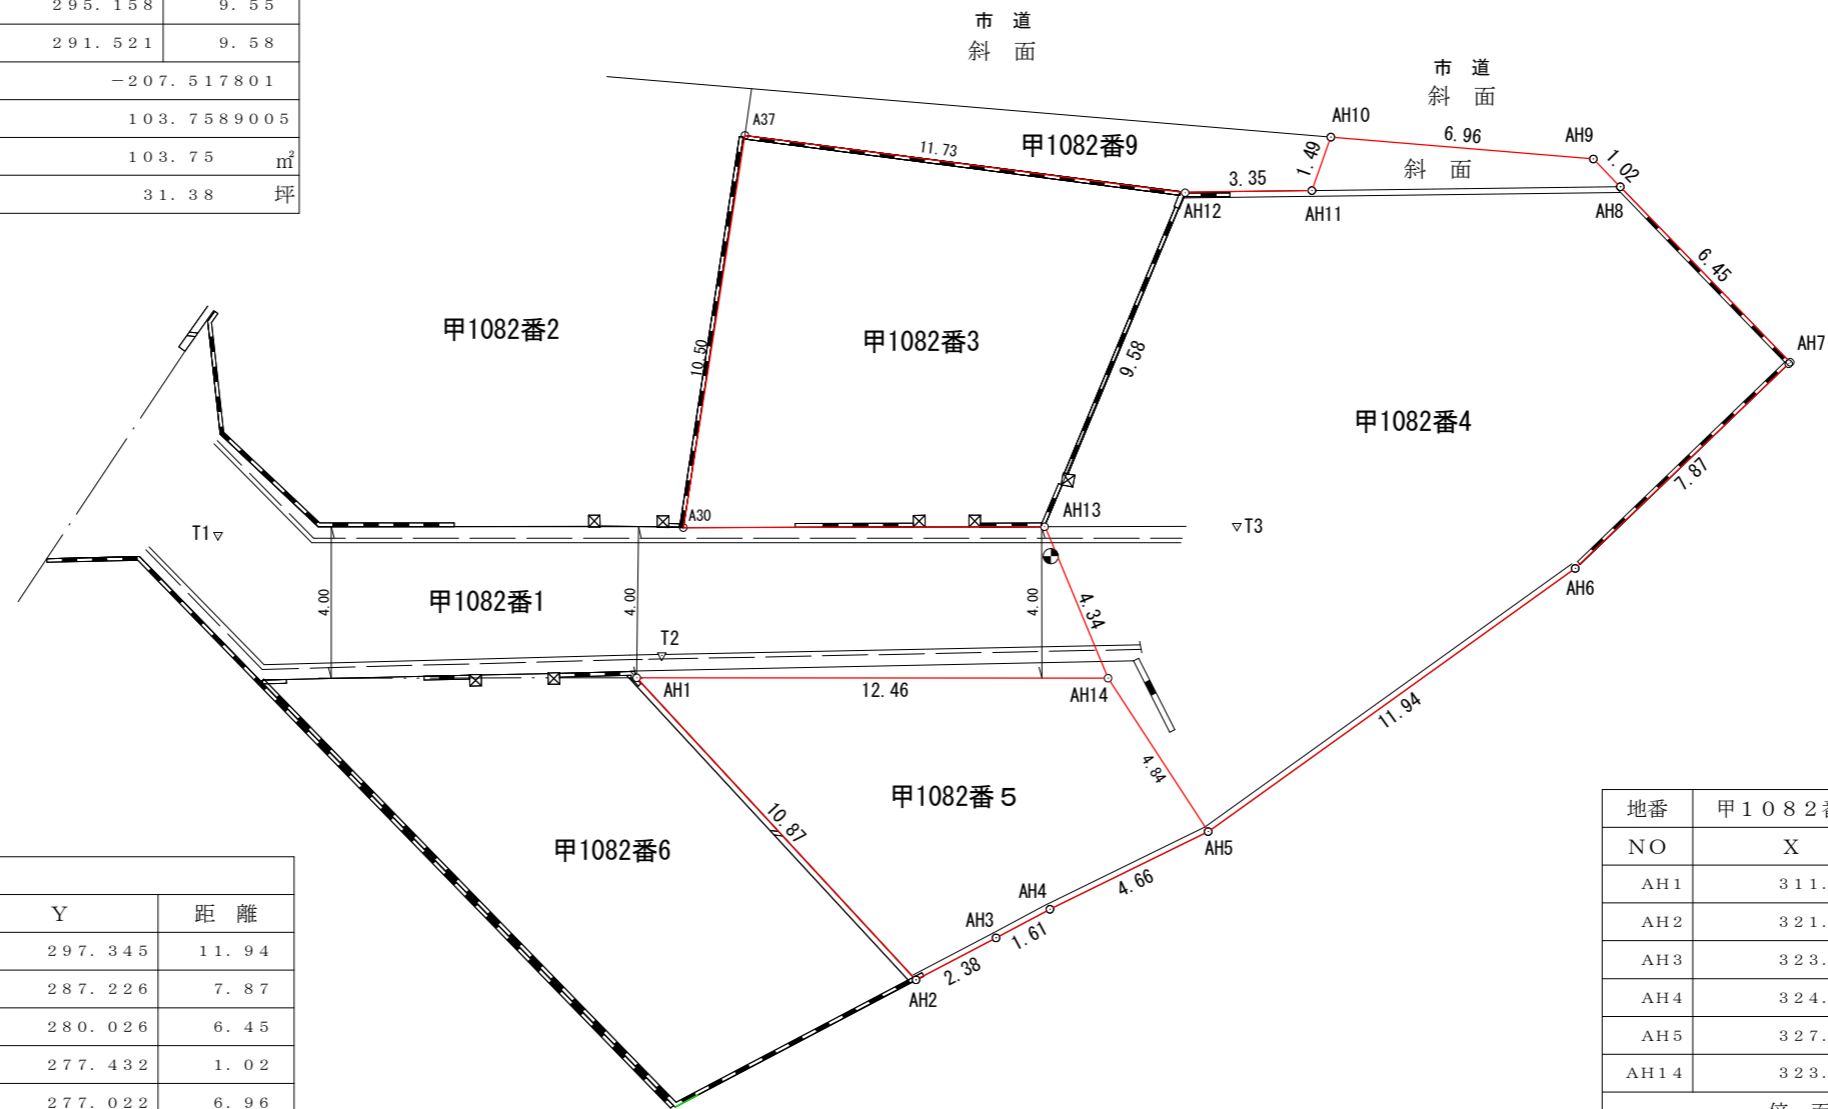 295.158 9.55
291.521 9.58
-207.517801
103.7589005
103.75 ㎡
31.38 坪
市 道
斜 面
市 道
斜 面
AH10
6.96
AH9
1.02
A37
11.73
甲1082番9
1.49
斜 面
3.35
AH12
AH11
AH8
6.45
甲1082番2
10.50
甲1082番3
9.58
AH7
甲1082番4
7.87
A30
AH13
T1
T3
AH6
4.00
甲1082番1
4.00
4.00
4.34
T2
AH1
12.46
AH14
11.94
4.84
甲1082番5
10.87
甲1082番6
AH5
4.66
AH4
AH3
1.61
2.38
AH2
Y 距 離
297.345 11.94
287.226 7.87
280.026 6.45
277.432 1.02
277.022 6.96
地番 甲1082番
NO X
AH1 311.
AH2 321.
AH3 323.
AH4 324.
AH5 327.
AH14 323.
倍 面